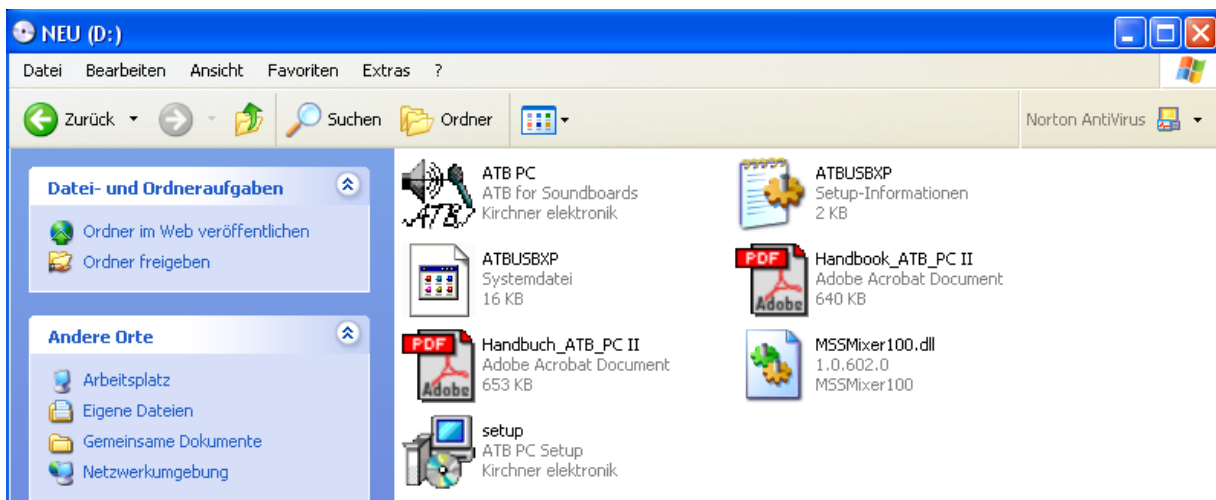 NEU (D:)
Datei Bearbeiten Ansicht Favoriten Extras ?
Zurück Suchen Ordner Norton AntiVirus
Datei- und Ordneraufgaben
Ordner im Web veröffentlichen
Ordner freigeben
Andere Orte
Arbeitsplatz
Eigene Dateien
Gemeinsame Dokumente
Netzwerkumgebung
ATB
ATB PC
ATB for Soundboards
Kirchner elektronik
ATBUSBXP
Setup-Informationen
2 KB
ATBUSBXP
Systemdatei
16 KB
PDF
Adobe
Handbook_ATB_PC II
Adobe Acrobat Document
640 KB
PDF
Adobe
Handbuch_ATB_PC II
Adobe Acrobat Document
653 KB
MSSMixer100.dll
1.0.602.0
MSSMixer100
setup
ATB PC Setup
Kirchner elektronik